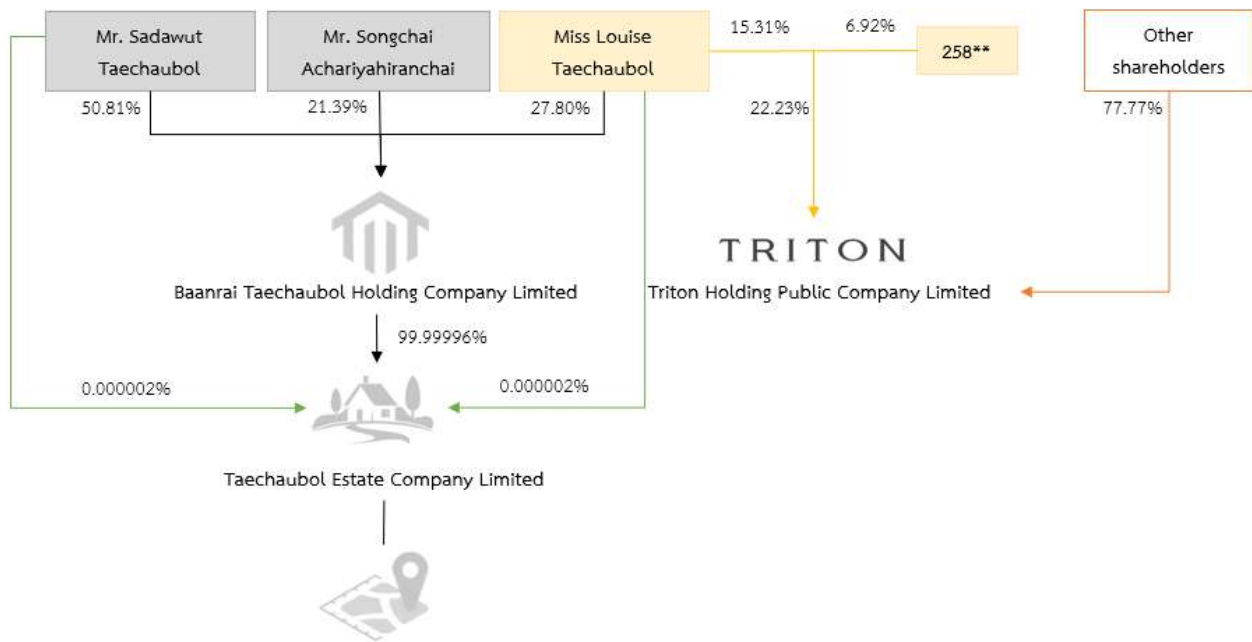 Mr. Sadawut
Taechaubol
Mr. Songchai
Achariyahiranchai
Miss Louise
Taechaubol
15.31%
6.92%
258**
Other
shareholders
50.81%
21.39%
27.80%
22.23%
77.77%
TRITON
Baanrai Taechaubol Holding Company Limited
Triton Holding Public Company Limited
99.99996%
0.000002%
0.000002%
Taechaubol Estate Company Limited